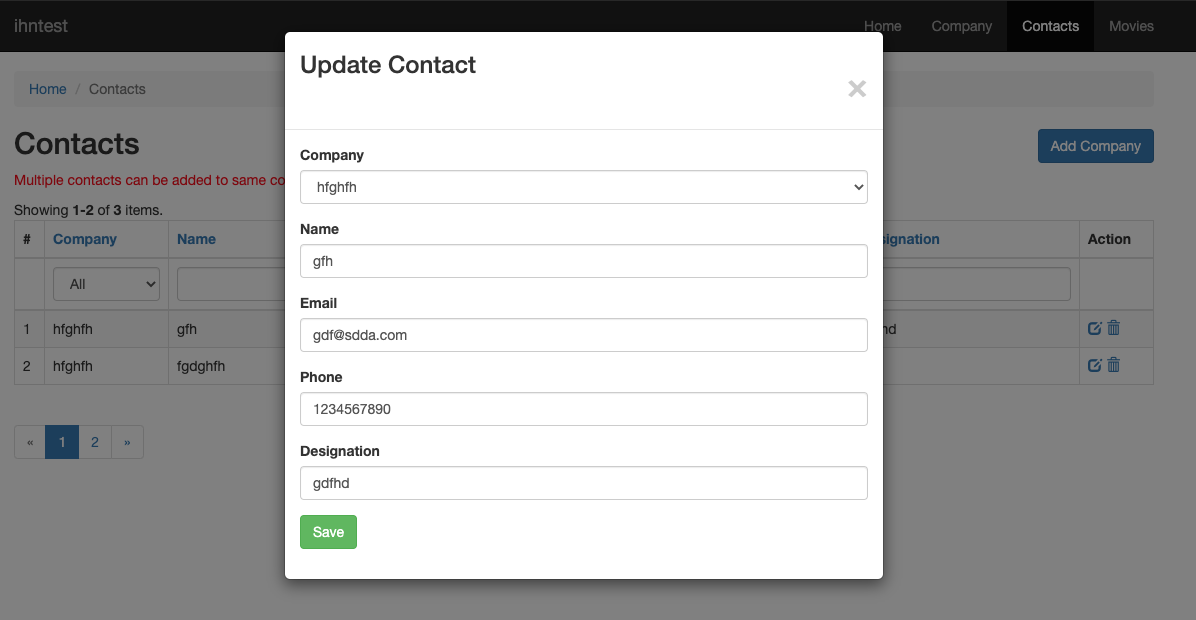 ihntest
Home Company Contacts Movies
Home / Contacts
Contacts
Add Company
Multiple contacts can be added to same co
Showing 1-2 of 3 items.
# Company Name signation Action
All
1 hfghfh gfh hd
2 hfghfh fgdghfh
« 1 2 »
Update Contact
×
Company
hfghfh
Name
gfh
Email
gdf@sdda.com
Phone
1234567890
Designation
gdfhd
Save